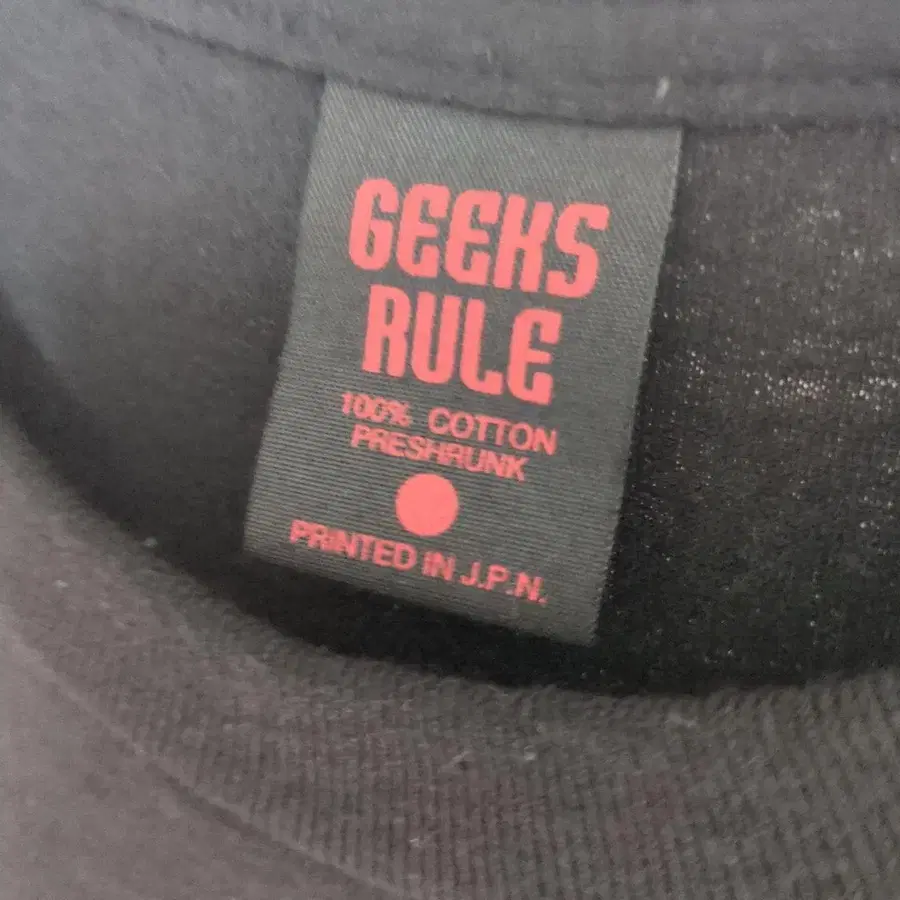 GEEKS
RULE
100% COTTON
PRESHRUNK
PRINTED IN J.P.N.